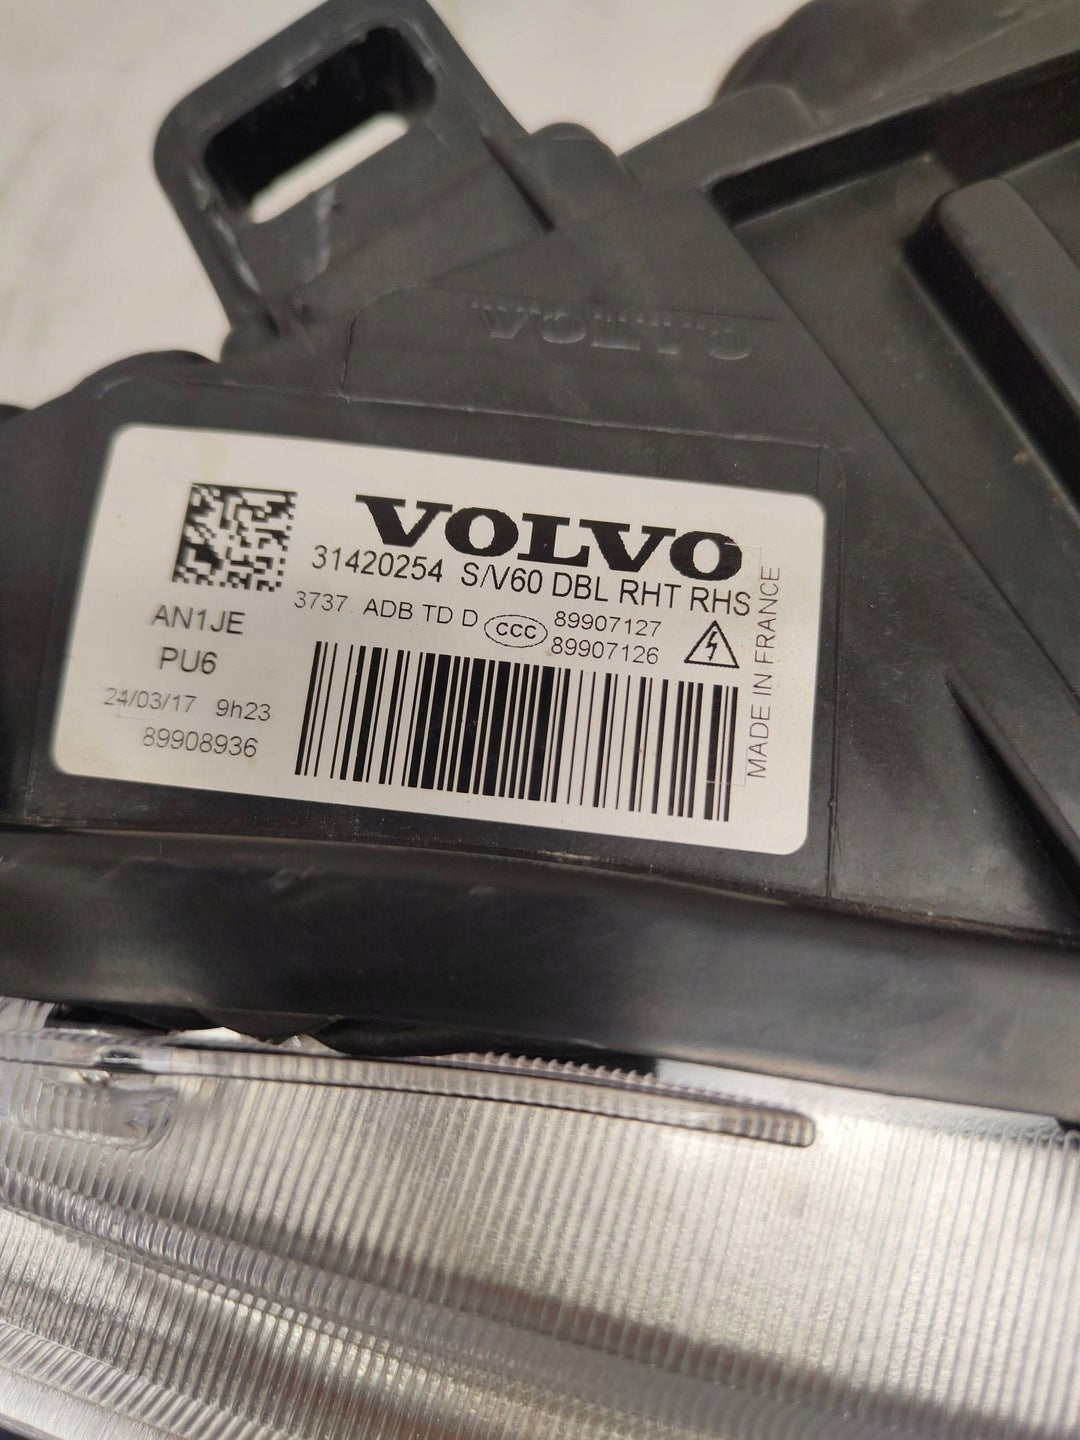 VOLVO
VOLVO
31420254 S/V60 DBL RHT RHS
3737. ADB TD D CCC 89907127
89907126
AN1JE
PU6
24/03/17 9h23
89908936
MADE IN FRANCE